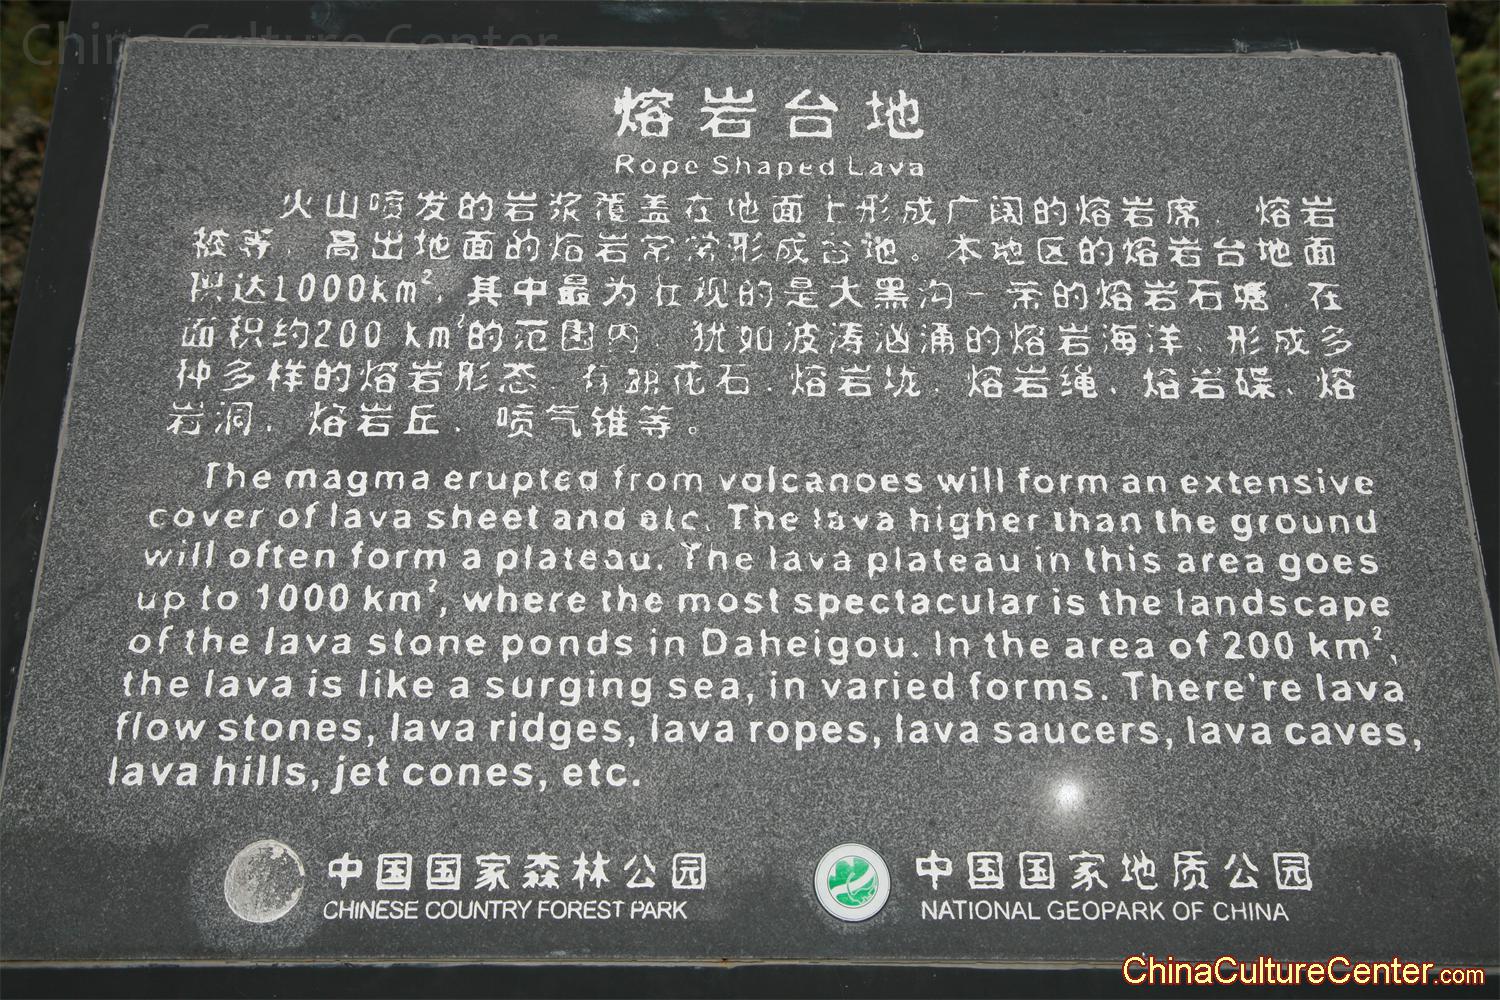 China Culture Center
熔岩台地
Rope Shaped Lava
火山喷发的岩浆覆盖在地面上形成广阔的熔岩席、熔岩
被等，高出地面的熔岩常常形成台地。本地区的熔岩台地面
积达1000km²，其中最为壮观的是大黑沟一带的熔岩石塘，在
面积约200 km²的范围内，犹如波涛汹涌的熔岩海洋，形成多
种多样的熔岩形态，有翻花石、熔岩垅、熔岩绳、熔岩碟、熔
岩洞、熔岩丘、喷气锥等。
The magma erupted from volcanoes will form an extensive
cover of lava sheet and etc. The lava higher than the ground
will often form a plateau. The lava plateau in this area goes
up to 1000 km², where the most spectacular is the landscape
of the lava stone ponds in Daheigou. In the area of 200 km²,
the lava is like a surging sea, in varied forms. There're lava
flow stones, lava ridges, lava ropes, lava saucers, lava caves,
lava hills, jet cones, etc.
中国国家森林公园
CHINESE COUNTRY FOREST PARK
中国国家地质公园
NATIONAL GEOPARK OF CHINA
ChinaCultureCenter.com